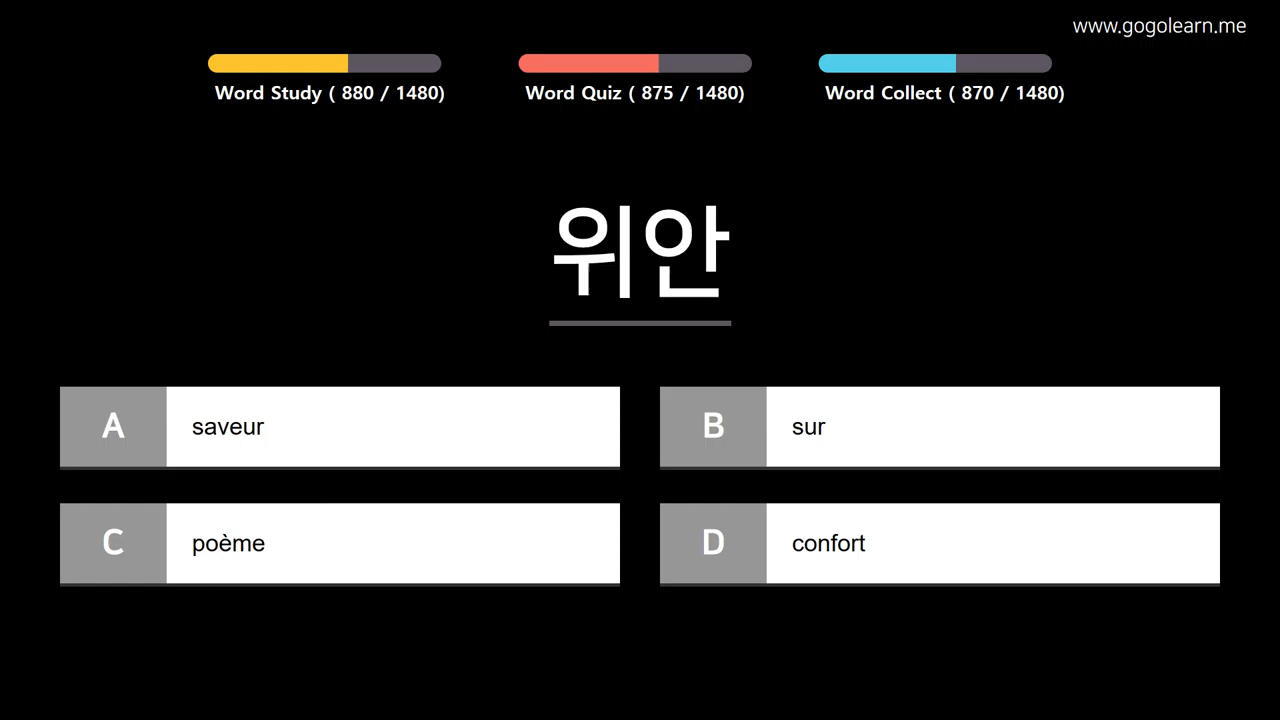 www.gogolearn.me
Word Study ( 880 / 1480)
Word Quiz ( 875 / 1480)
Word Collect ( 870 / 1480)
위안
A saveur
B sur
C poème
D confort